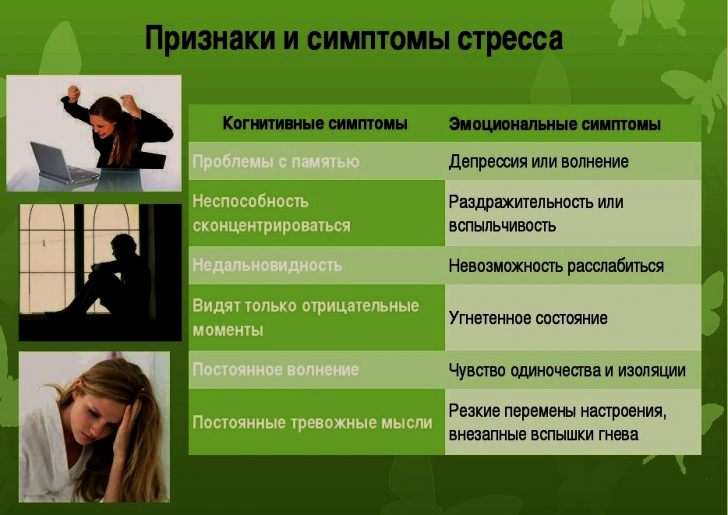 Признаки и симптомы стресса
Когнитивные симптомы
Эмоциональные симптомы
Проблемы с памятью
Депрессия или волнение
Неспособность
сконцентрироваться
Раздражительность или
вспыльчивость
Недальновидность
Невозможность расслабиться
Видят только отрицательные
моменты
Угнетенное состояние
Постоянное волнение
Чувство одиночества и изоляции
Постоянные тревожные мысли
Резкие перемены настроения,
внезапные вспышки гнева